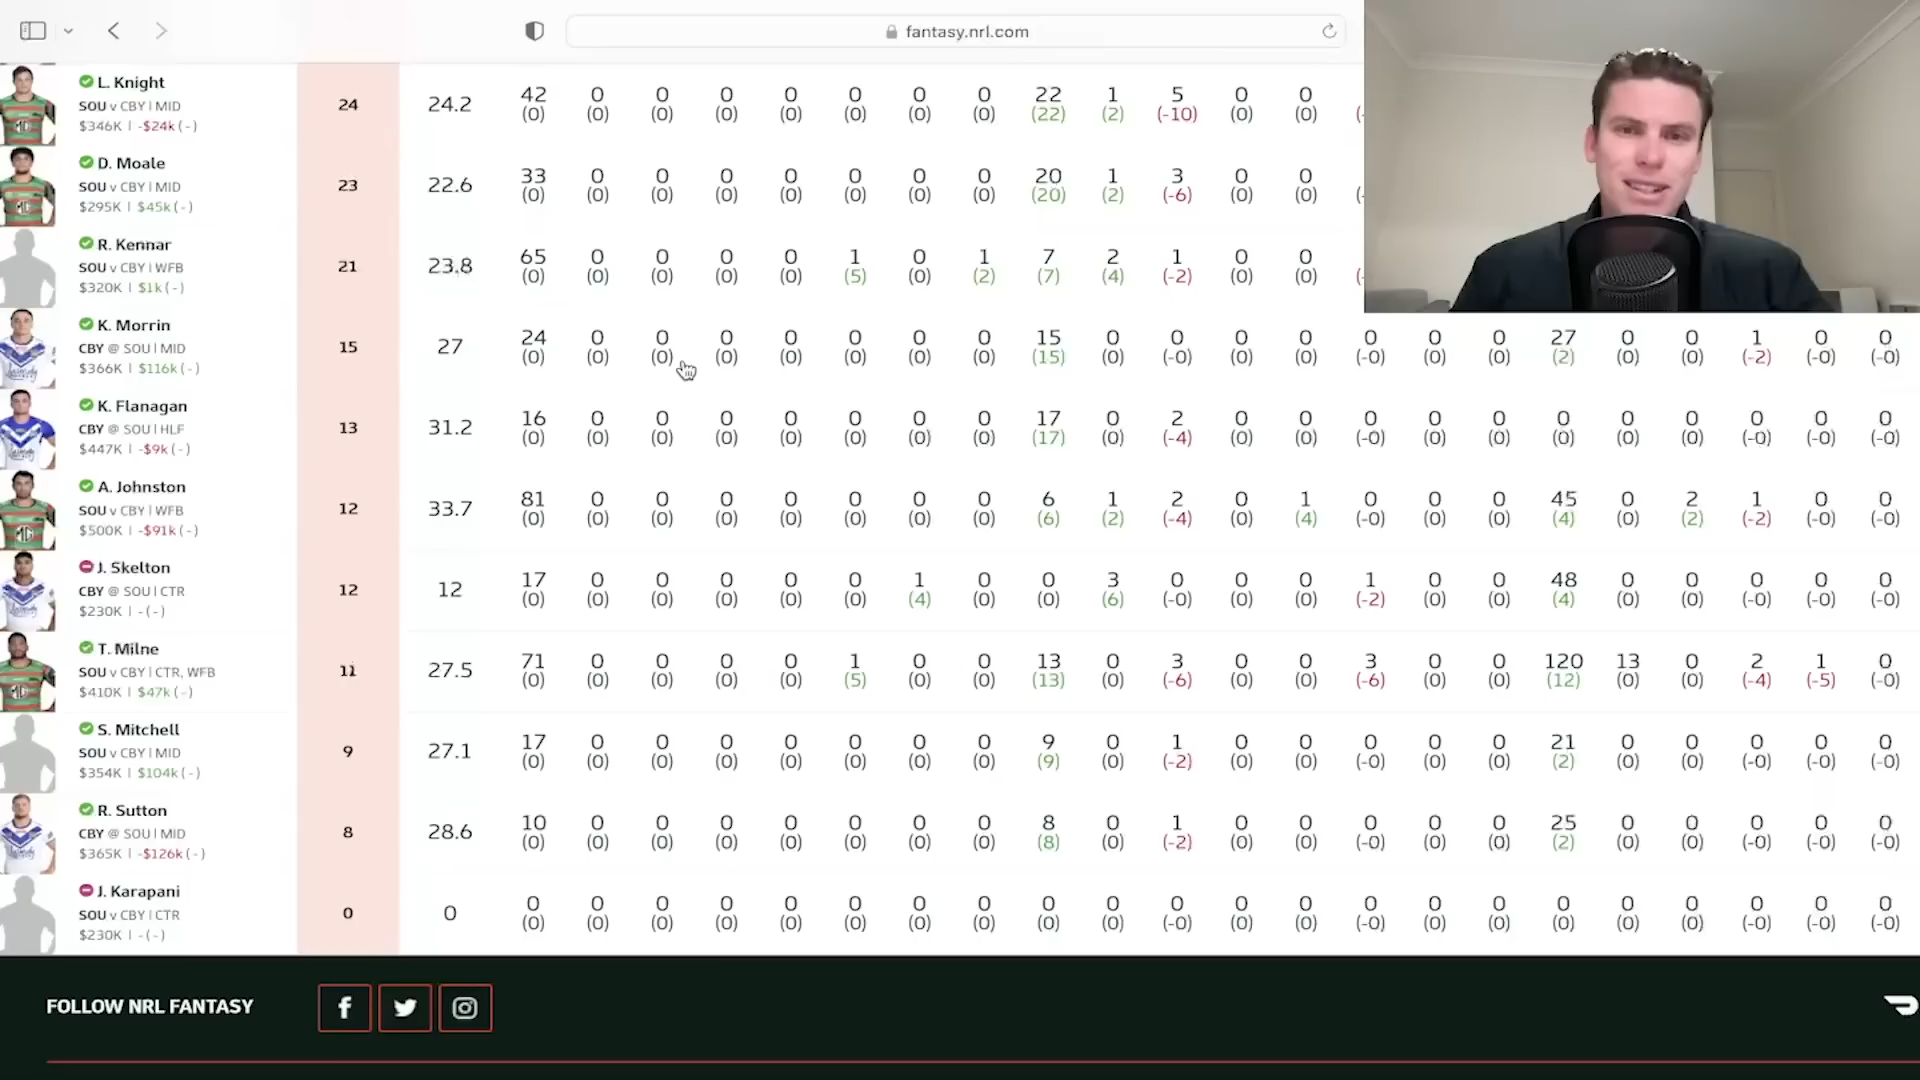 fantasy.nrl.com
L. Knight
SOU v CBY | MID
$346K | -$24k (-)
24 24.2 42 0 0 0 0 0 0 0 22 1 5 0 0
(0) (0) (0) (0) (0) (0) (0) (0) (22) (2) (-10) (0) (0) (-
D. Moale
SOU v CBY | MID
$295K | $45k (-)
23 22.6 33 0 0 0 0 0 0 0 20 1 3 0 0
(0) (0) (0) (0) (0) (0) (0) (0) (20) (2) (-6) (0) (0) (-
R. Kennar
SOU v CBY | WFB
$320K | $1k (-)
21 23.8 65 0 0 0 0 1 0 1 7 2 1 0 0
(0) (0) (0) (0) (0) (5) (0) (2) (7) (4) (-2) (0) (0) (-
K. Morrin
CBY @ SOU | MID
$366K | $116k (-)
15 27 24 0 0 0 0 0 0 0 15 0 0 0 0 0 0 0 27 0 0 1 0 0
(0) (0) (0) (0) (0) (0) (0) (0) (15) (0) (-0) (0) (0) (-0) (0) (0) (2) (0) (0) (-2) (-0) (-0)
K. Flanagan
CBY @ SOU | HLF
$447K | -$9k (-)
13 31.2 16 0 0 0 0 0 0 0 17 0 2 0 0 0 0 0 0 0 0 0 0 0
(0) (0) (0) (0) (0) (0) (0) (0) (17) (0) (-4) (0) (0) (-0) (0) (0) (0) (0) (0) (-0) (-0) (-0)
A. Johnston
SOU v CBY | WFB
$500K | -$91k (-)
12 33.7 81 0 0 0 0 0 0 0 6 1 2 0 1 0 0 0 45 0 2 1 0 0
(0) (0) (0) (0) (0) (0) (0) (0) (6) (2) (-4) (0) (4) (-0) (0) (0) (4) (0) (2) (-2) (-0) (-0)
J. Skelton
CBY @ SOU | CTR
$230K | - (-)
12 12 17 0 0 0 0 0 1 0 0 3 0 0 0 1 0 0 48 0 0 0 0 0
(0) (0) (0) (0) (0) (0) (4) (0) (0) (6) (-0) (0) (0) (-2) (0) (0) (4) (0) (0) (-0) (-0) (-0)
T. Milne
SOU v CBY | CTR, WFB
$410K | $47k (-)
11 27.5 71 0 0 0 0 1 0 0 13 0 3 0 0 3 0 0 120 13 0 2 1 0
(0) (0) (0) (0) (0) (5) (0) (0) (13) (0) (-6) (0) (0) (-6) (0) (0) (12) (0) (0) (-4) (-5) (-0)
S. Mitchell
SOU v CBY | MID
$354K | $104k (-)
9 27.1 17 0 0 0 0 0 0 0 9 0 1 0 0 0 0 0 21 0 0 0 0 0
(0) (0) (0) (0) (0) (0) (0) (0) (9) (0) (-2) (0) (0) (-0) (0) (0) (2) (0) (0) (-0) (-0) (-0)
R. Sutton
CBY @ SOU | MID
$365K | -$126k (-)
8 28.6 10 0 0 0 0 0 0 0 8 0 1 0 0 0 0 0 25 0 0 0 0 0
(0) (0) (0) (0) (0) (0) (0) (0) (8) (0) (-2) (0) (0) (-0) (0) (0) (2) (0) (0) (-0) (-0) (-0)
J. Karapani
SOU v CBY | CTR
$230K | - (-)
0 0 0 0 0 0 0 0 0 0 0 0 0 0 0 0 0 0 0 0 0 0 0 0
(0) (0) (0) (0) (0) (0) (0) (0) (0) (0) (-0) (0) (0) (-0) (0) (0) (0) (0) (0) (-0) (-0) (-0)
FOLLOW NRL FANTASY